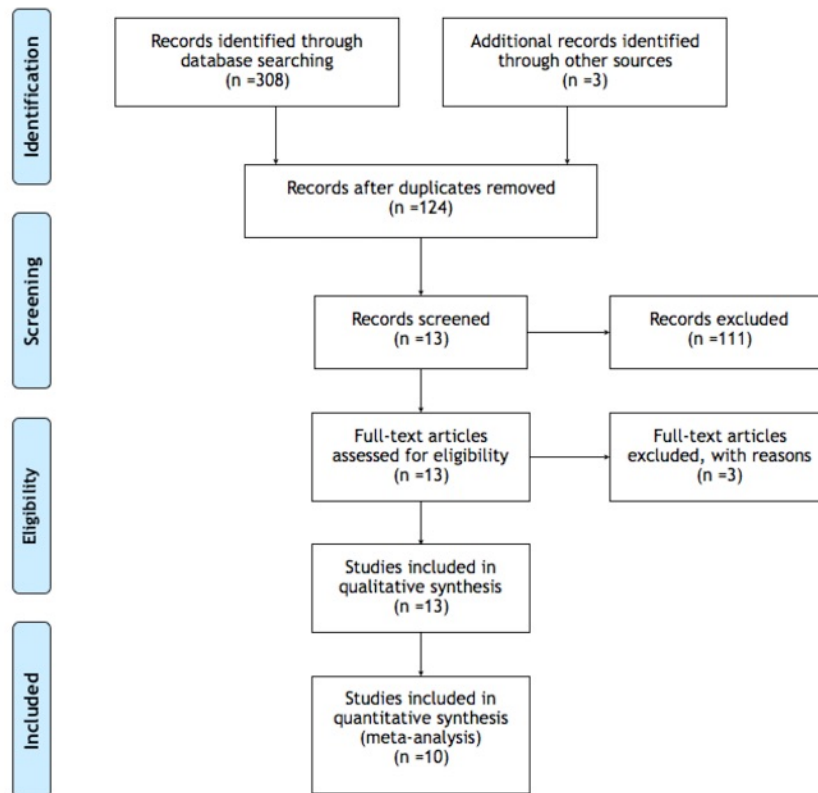 Identification
Records identified through
database searching
(n =308)
Additional records identified
through other sources
(n =3)
Records after duplicates removed
(n =124)
Screening
Records screened
(n =13)
Records excluded
(n =111)
Eligibility
Full-text articles
assessed for eligibility
(n =13)
Full-text articles
excluded, with reasons
(n =3)
Studies included in
qualitative synthesis
(n =13)
Included
Studies included in
quantitative synthesis
(meta-analysis)
(n =10)